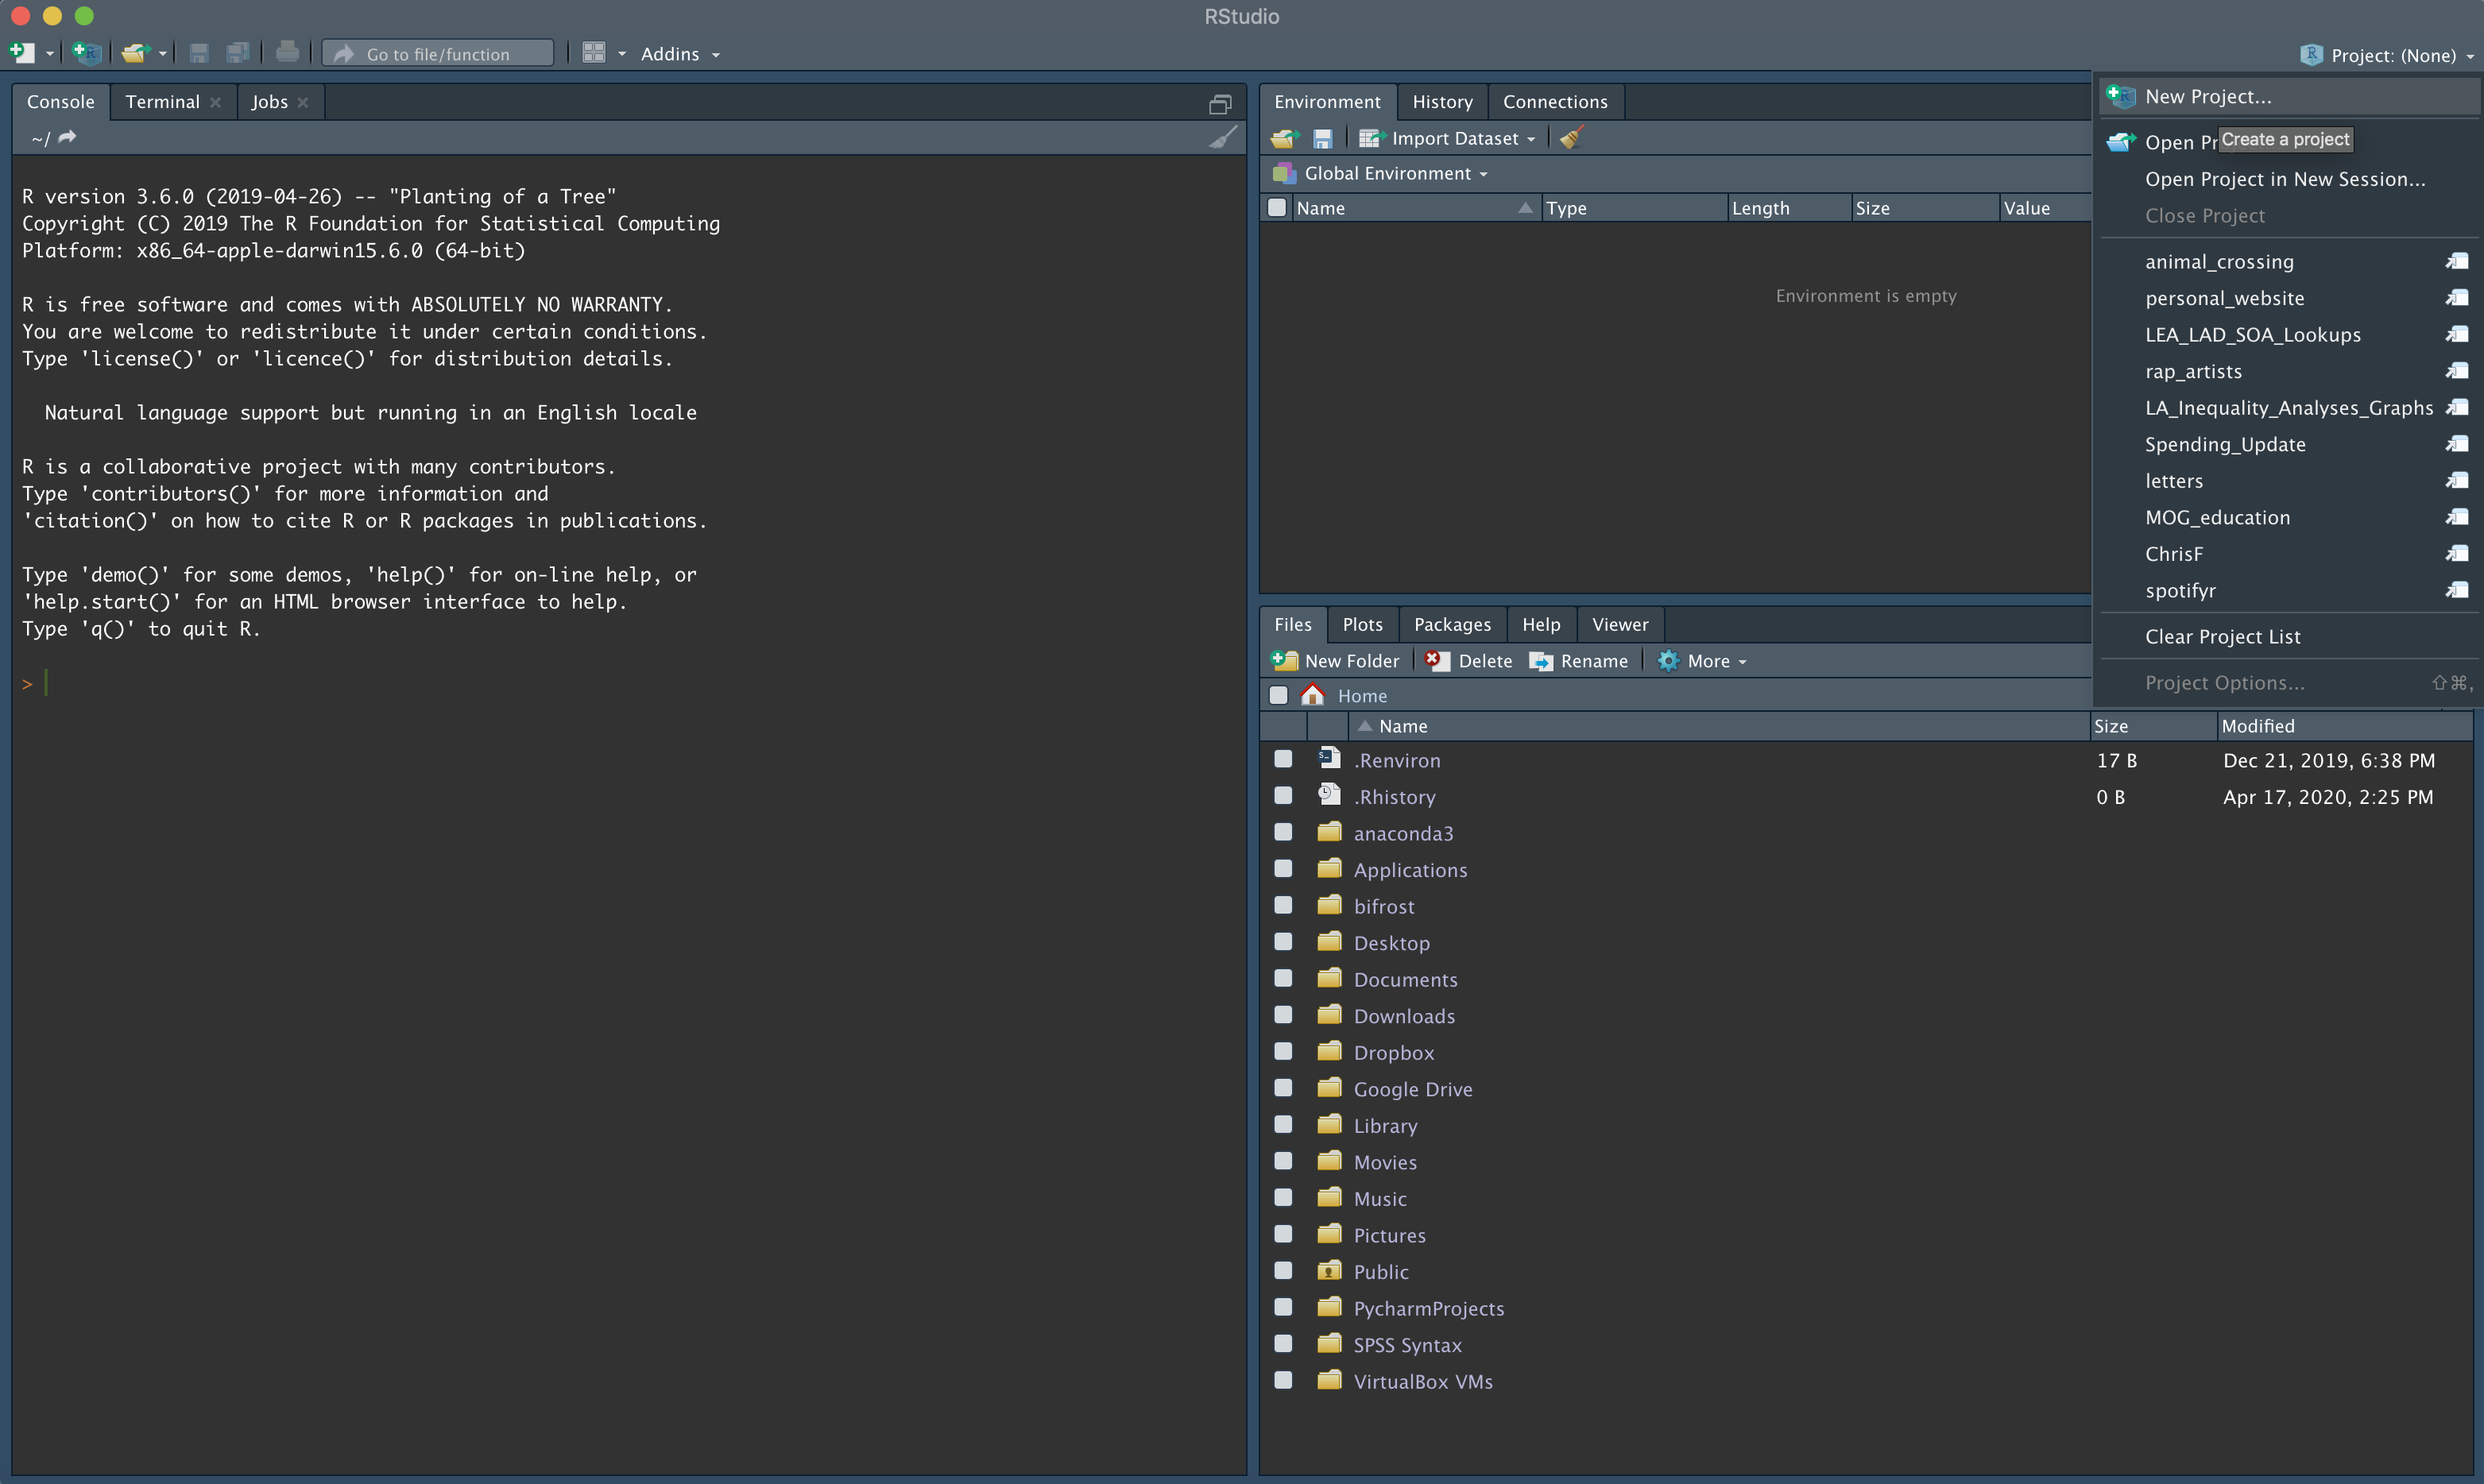 RStudio
Go to file/function
Addins
Project: (None)
Console Terminal Jobs
~/
R version 3.6.0 (2019-04-26) -- "Planting of a Tree"
Copyright (C) 2019 The R Foundation for Statistical Computing
Platform: x86_64-apple-darwin15.6.0 (64-bit)
R is free software and comes with ABSOLUTELY NO WARRANTY.
You are welcome to redistribute it under certain conditions.
Type 'license()' or 'licence()' for distribution details.
Natural language support but running in an English locale
R is a collaborative project with many contributors.
Type 'contributors()' for more information and
'citation()' on how to cite R or R packages in publications.
Type 'demo()' for some demos, 'help()' for on-line help, or
'help.start()' for an HTML browser interface to help.
Type 'q()' to quit R.
>
Environment History Connections
Import Dataset
Global Environment
Name Type Length Size Value
Environment is empty
New Project...
Open Pr
Create a project
Open Project in New Session...
Close Project
animal_crossing
personal_website
LEA_LAD_SOA_Lookups
rap_artists
LA_Inequality_Analyses_Graphs
Spending_Update
letters
MOG_education
ChrisF
spotifyr
Clear Project List
Project Options... ⇧⌘,
Files Plots Packages Help Viewer
New Folder Delete Rename More
Home
Name Size Modified
.Renviron 17 B Dec 21, 2019, 6:38 PM
.Rhistory 0 B Apr 17, 2020, 2:25 PM
anaconda3
Applications
bifrost
Desktop
Documents
Downloads
Dropbox
Google Drive
Library
Movies
Music
Pictures
Public
PycharmProjects
SPSS Syntax
VirtualBox VMs